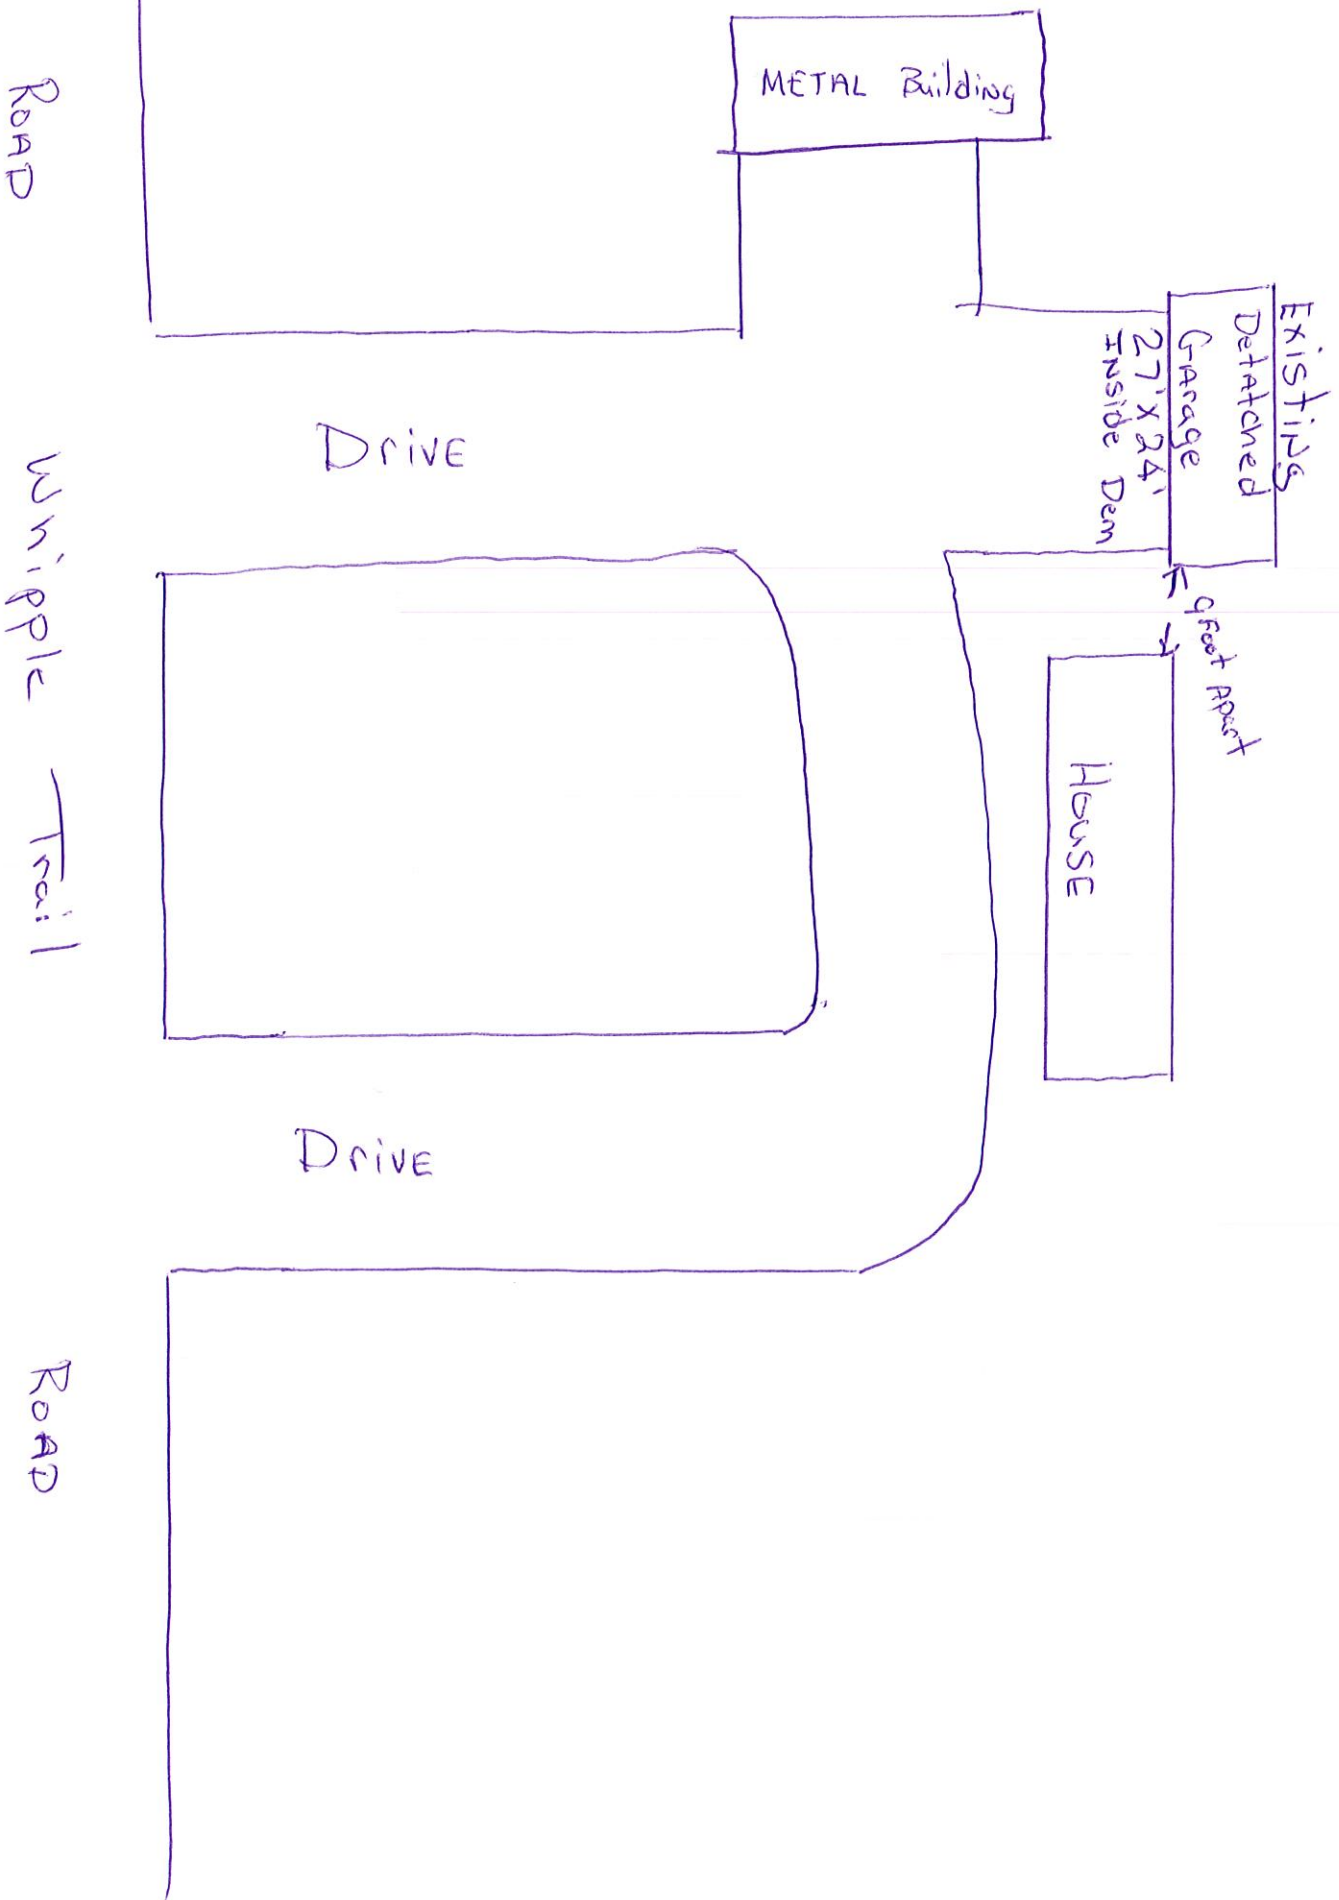 METAL Building
EXISting
Detatched
GArage
27'x24'
INSide Dem
9 Foot APart
HOUSE
DrivE
DrivE
ROAD
Whipple Trail
ROAD